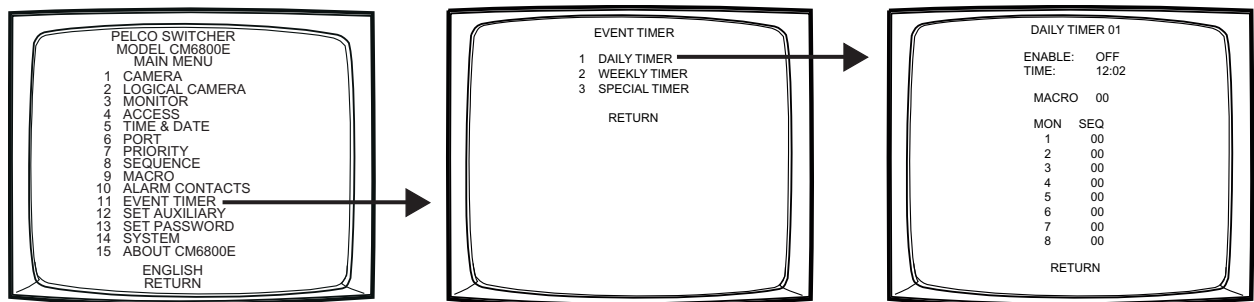 PELCO SWITCHER
MODEL CM6800E
MAIN MENU
1 CAMERA
2 LOGICAL CAMERA
3 MONITOR
4 ACCESS
5 TIME & DATE
6 PORT
7 PRIORITY
8 SEQUENCE
9 MACRO
10 ALARM CONTACTS
11 EVENT TIMER
12 SET AUXILIARY
13 SET PASSWORD
14 SYSTEM
15 ABOUT CM6800E
ENGLISH
RETURN
EVENT TIMER
1 DAILY TIMER
2 WEEKLY TIMER
3 SPECIAL TIMER
RETURN
DAILY TIMER 01
ENABLE: OFF
TIME: 12:02
MACRO 00
MON SEQ
1 00
2 00
3 00
4 00
5 00
6 00
7 00
8 00
RETURN